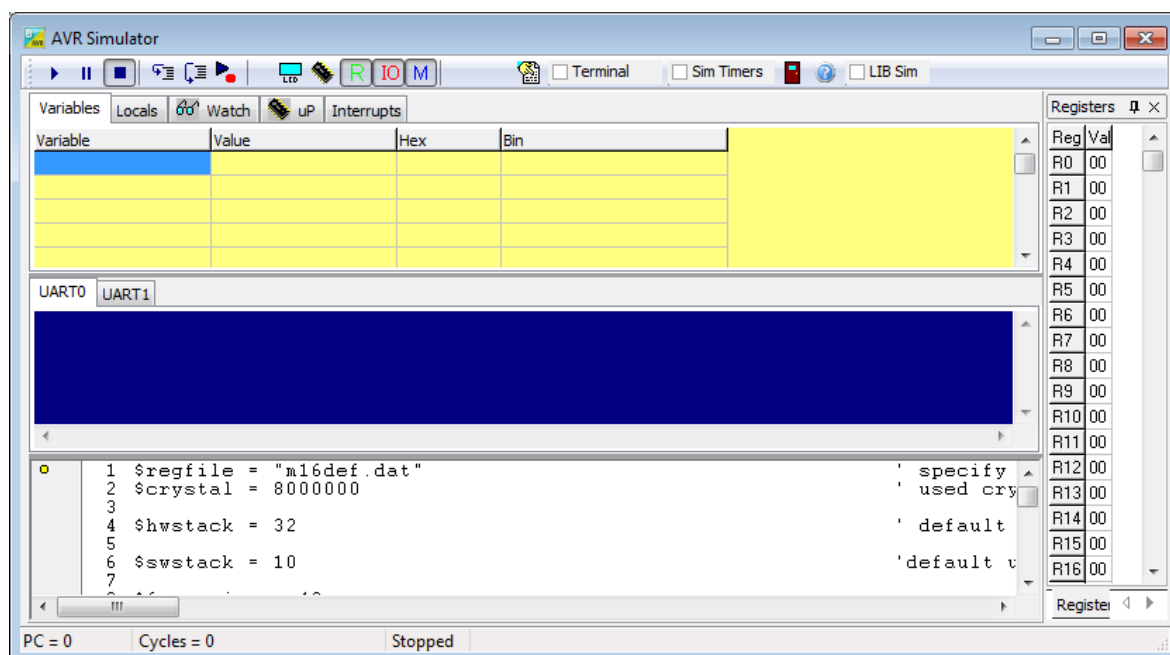 AVR Simulator
R IO M Terminal Sim Timers LIB Sim
Variables Locals Watch uP Interrupts
Variable Value Hex Bin
UART0 UART1
1 $regfile = "m16def.dat" ' specify
2 $crystal = 8000000 ' used cry
3
4 $hwstack = 32 ' default
5
6 $swstack = 10 'default u
7
Registers
Reg Val
R0 00
R1 00
R2 00
R3 00
R4 00
R5 00
R6 00
R7 00
R8 00
R9 00
R10 00
R11 00
R12 00
R13 00
R14 00
R15 00
R16 00
Register
PC = 0 Cycles = 0 Stopped